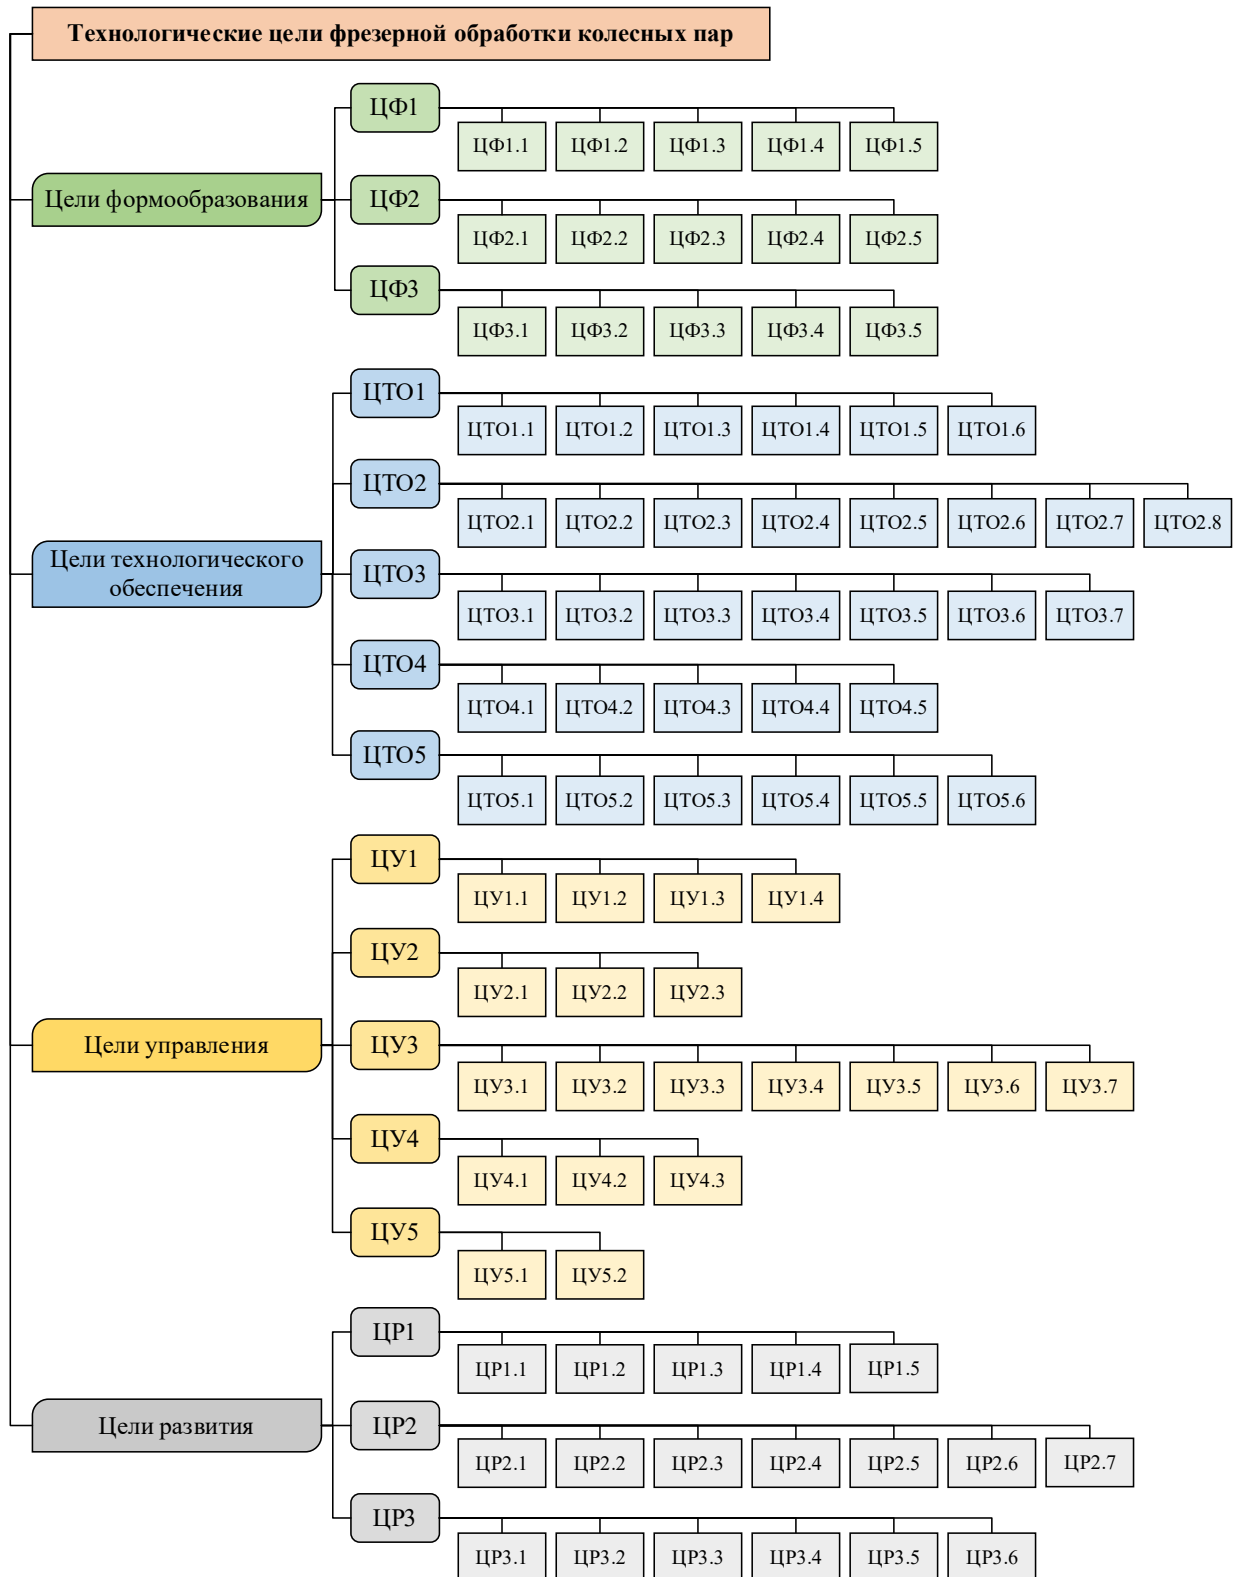 Технологические цели фрезерной обработки колесных пар
ЦФ1
ЦФ1.1 ЦФ1.2 ЦФ1.3 ЦФ1.4 ЦФ1.5
Цели формообразования
ЦФ2
ЦФ2.1 ЦФ2.2 ЦФ2.3 ЦФ2.4 ЦФ2.5
ЦФ3
ЦФ3.1 ЦФ3.2 ЦФ3.3 ЦФ3.4 ЦФ3.5
ЦТО1
ЦТО1.1 ЦТО1.2 ЦТО1.3 ЦТО1.4 ЦТО1.5 ЦТО1.6
ЦТО2
ЦТО2.1 ЦТО2.2 ЦТО2.3 ЦТО2.4 ЦТО2.5 ЦТО2.6 ЦТО2.7 ЦТО2.8
Цели технологического
обеспечения
ЦТО3
ЦТО3.1 ЦТО3.2 ЦТО3.3 ЦТО3.4 ЦТО3.5 ЦТО3.6 ЦТО3.7
ЦТО4
ЦТО4.1 ЦТО4.2 ЦТО4.3 ЦТО4.4 ЦТО4.5
ЦТО5
ЦТО5.1 ЦТО5.2 ЦТО5.3 ЦТО5.4 ЦТО5.5 ЦТО5.6
ЦУ1
ЦУ1.1 ЦУ1.2 ЦУ1.3 ЦУ1.4
ЦУ2
ЦУ2.1 ЦУ2.2 ЦУ2.3
Цели управления
ЦУ3
ЦУ3.1 ЦУ3.2 ЦУ3.3 ЦУ3.4 ЦУ3.5 ЦУ3.6 ЦУ3.7
ЦУ4
ЦУ4.1 ЦУ4.2 ЦУ4.3
ЦУ5
ЦУ5.1 ЦУ5.2
ЦР1
ЦР1.1 ЦР1.2 ЦР1.3 ЦР1.4 ЦР1.5
Цели развития
ЦР2
ЦР2.1 ЦР2.2 ЦР2.3 ЦР2.4 ЦР2.5 ЦР2.6 ЦР2.7
ЦР3
ЦР3.1 ЦР3.2 ЦР3.3 ЦР3.4 ЦР3.5 ЦР3.6